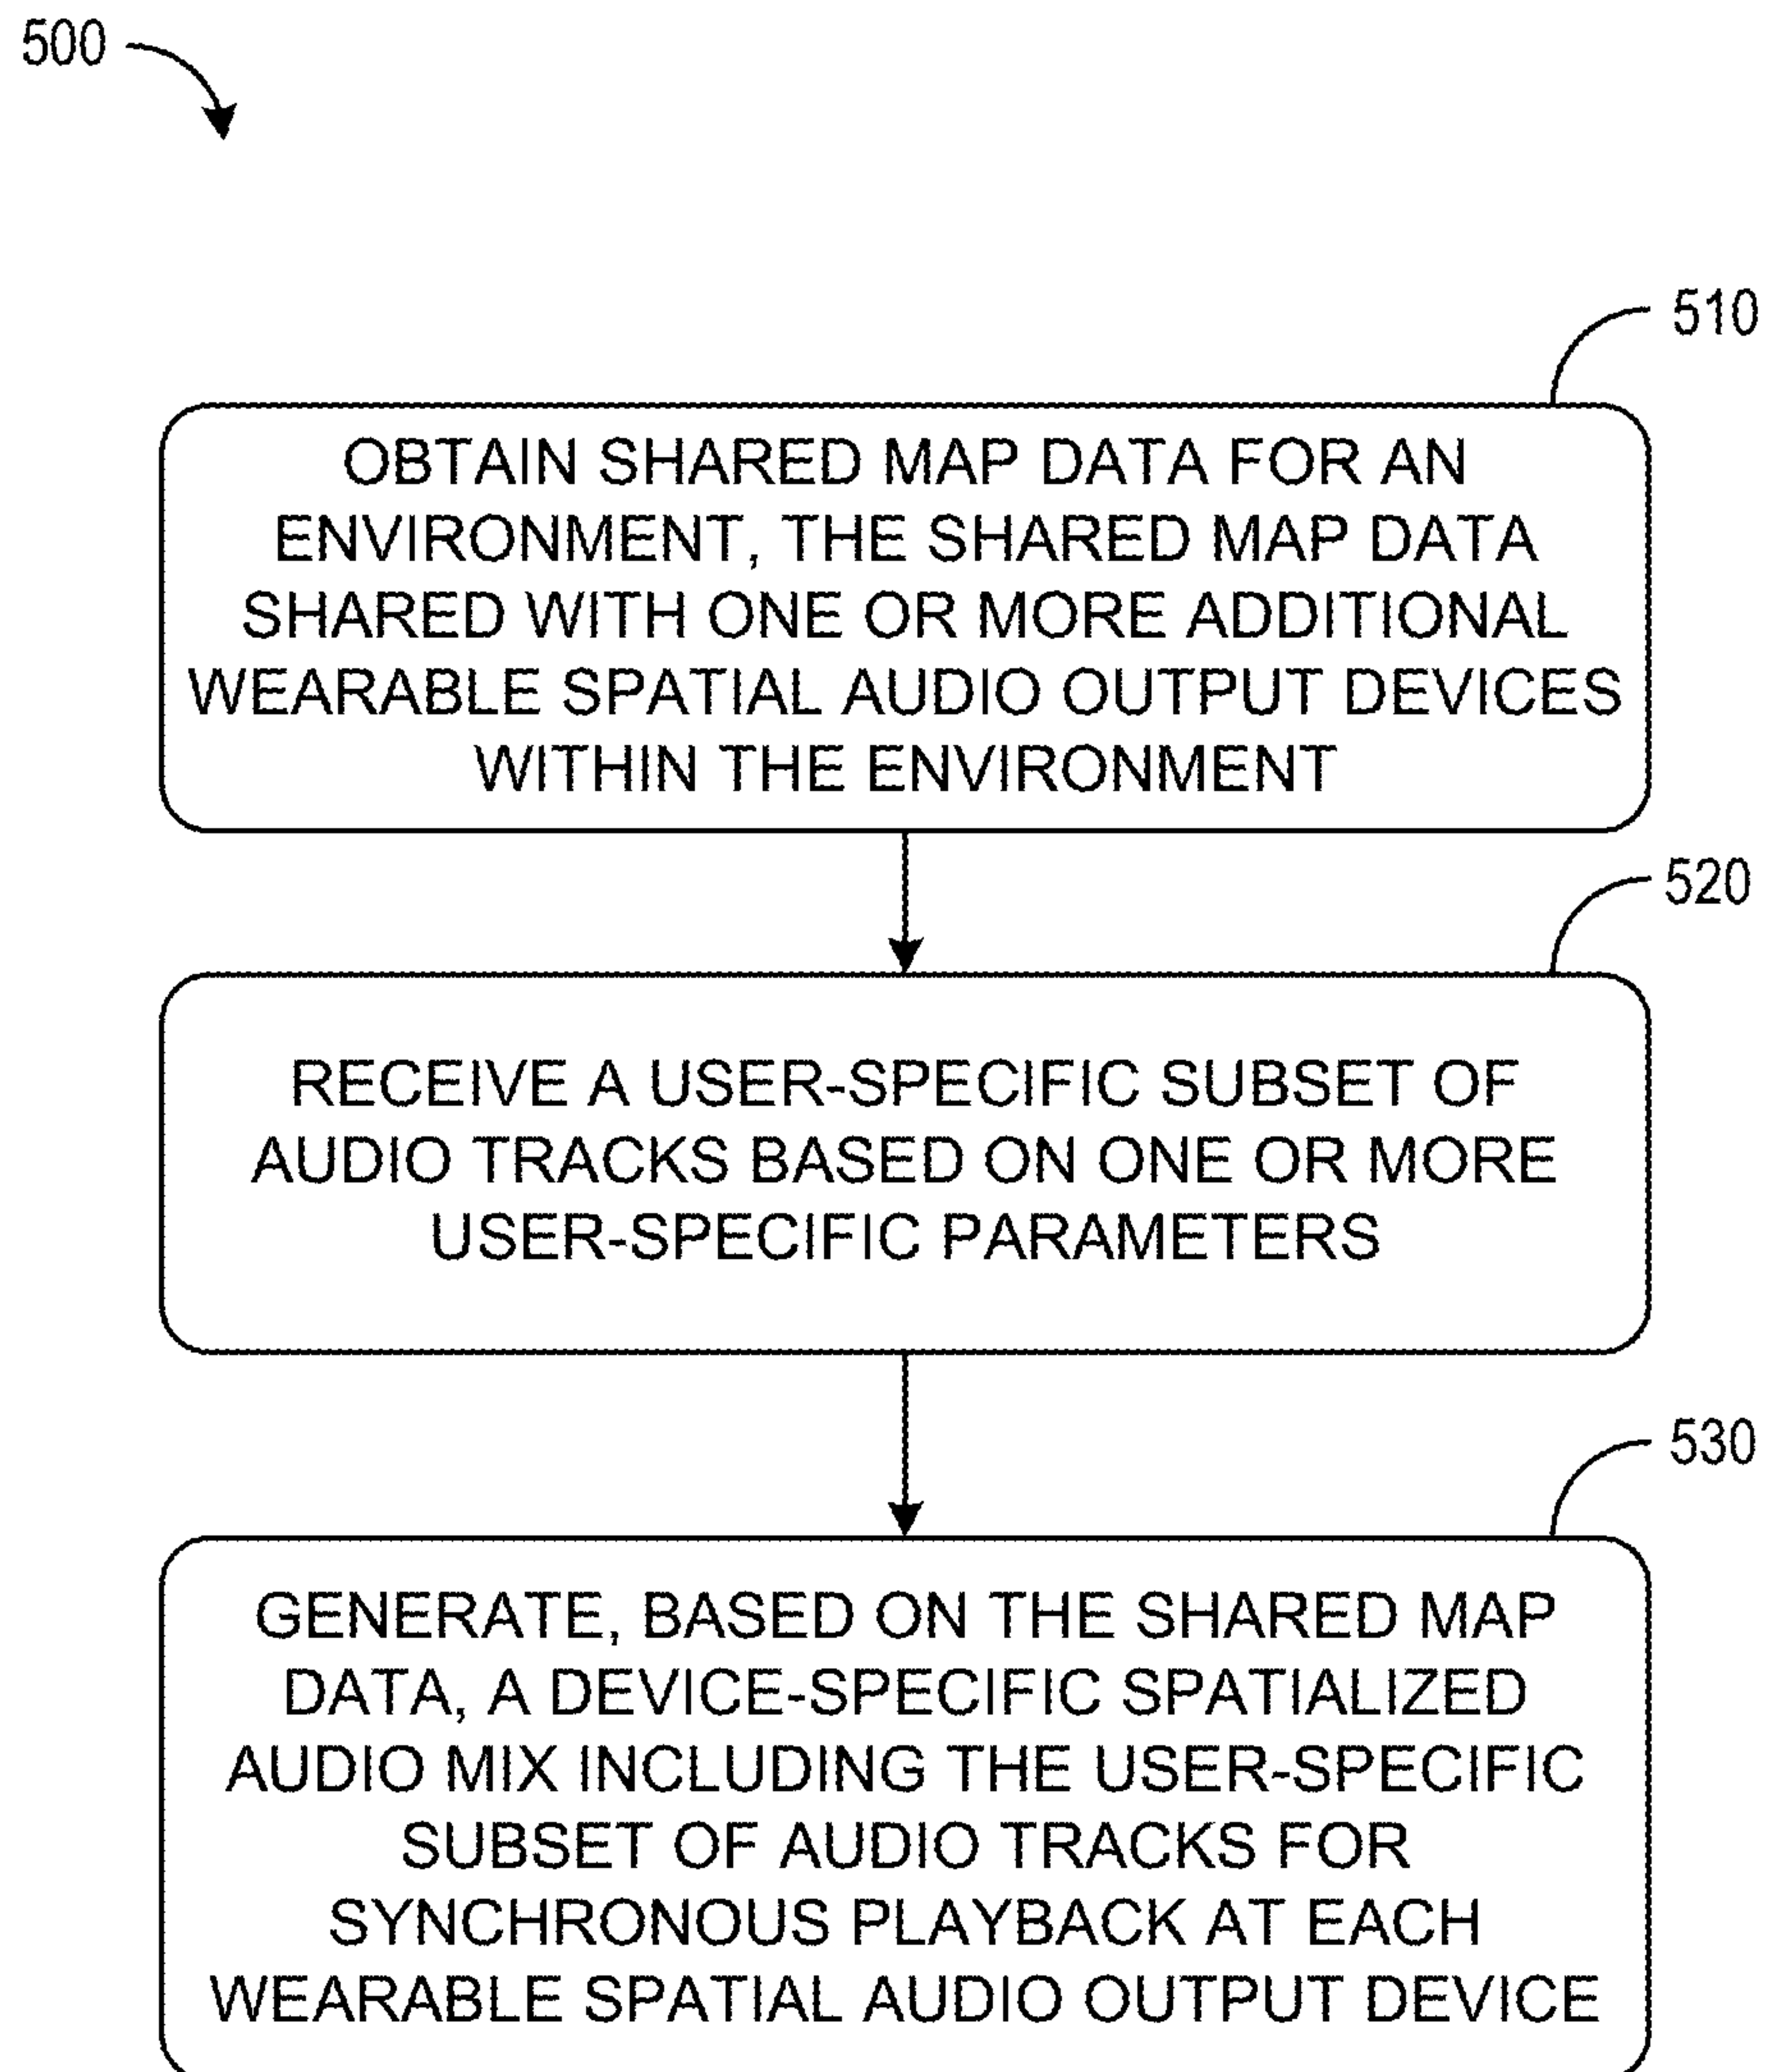 500
510
OBTAIN SHARED MAP DATA FOR AN
ENVIRONMENT, THE SHARED MAP DATA
SHARED WITH ONE OR MORE ADDITIONAL
WEARABLE SPATIAL AUDIO OUTPUT DEVICES
WITHIN THE ENVIRONMENT
520
RECEIVE A USER-SPECIFIC SUBSET OF
AUDIO TRACKS BASED ON ONE OR MORE
USER-SPECIFIC PARAMETERS
530
GENERATE, BASED ON THE SHARED MAP
DATA, A DEVICE-SPECIFIC SPATIALIZED
AUDIO MIX INCLUDING THE USER-SPECIFIC
SUBSET OF AUDIO TRACKS FOR
SYNCHRONOUS PLAYBACK AT EACH
WEARABLE SPATIAL AUDIO OUTPUT DEVICE